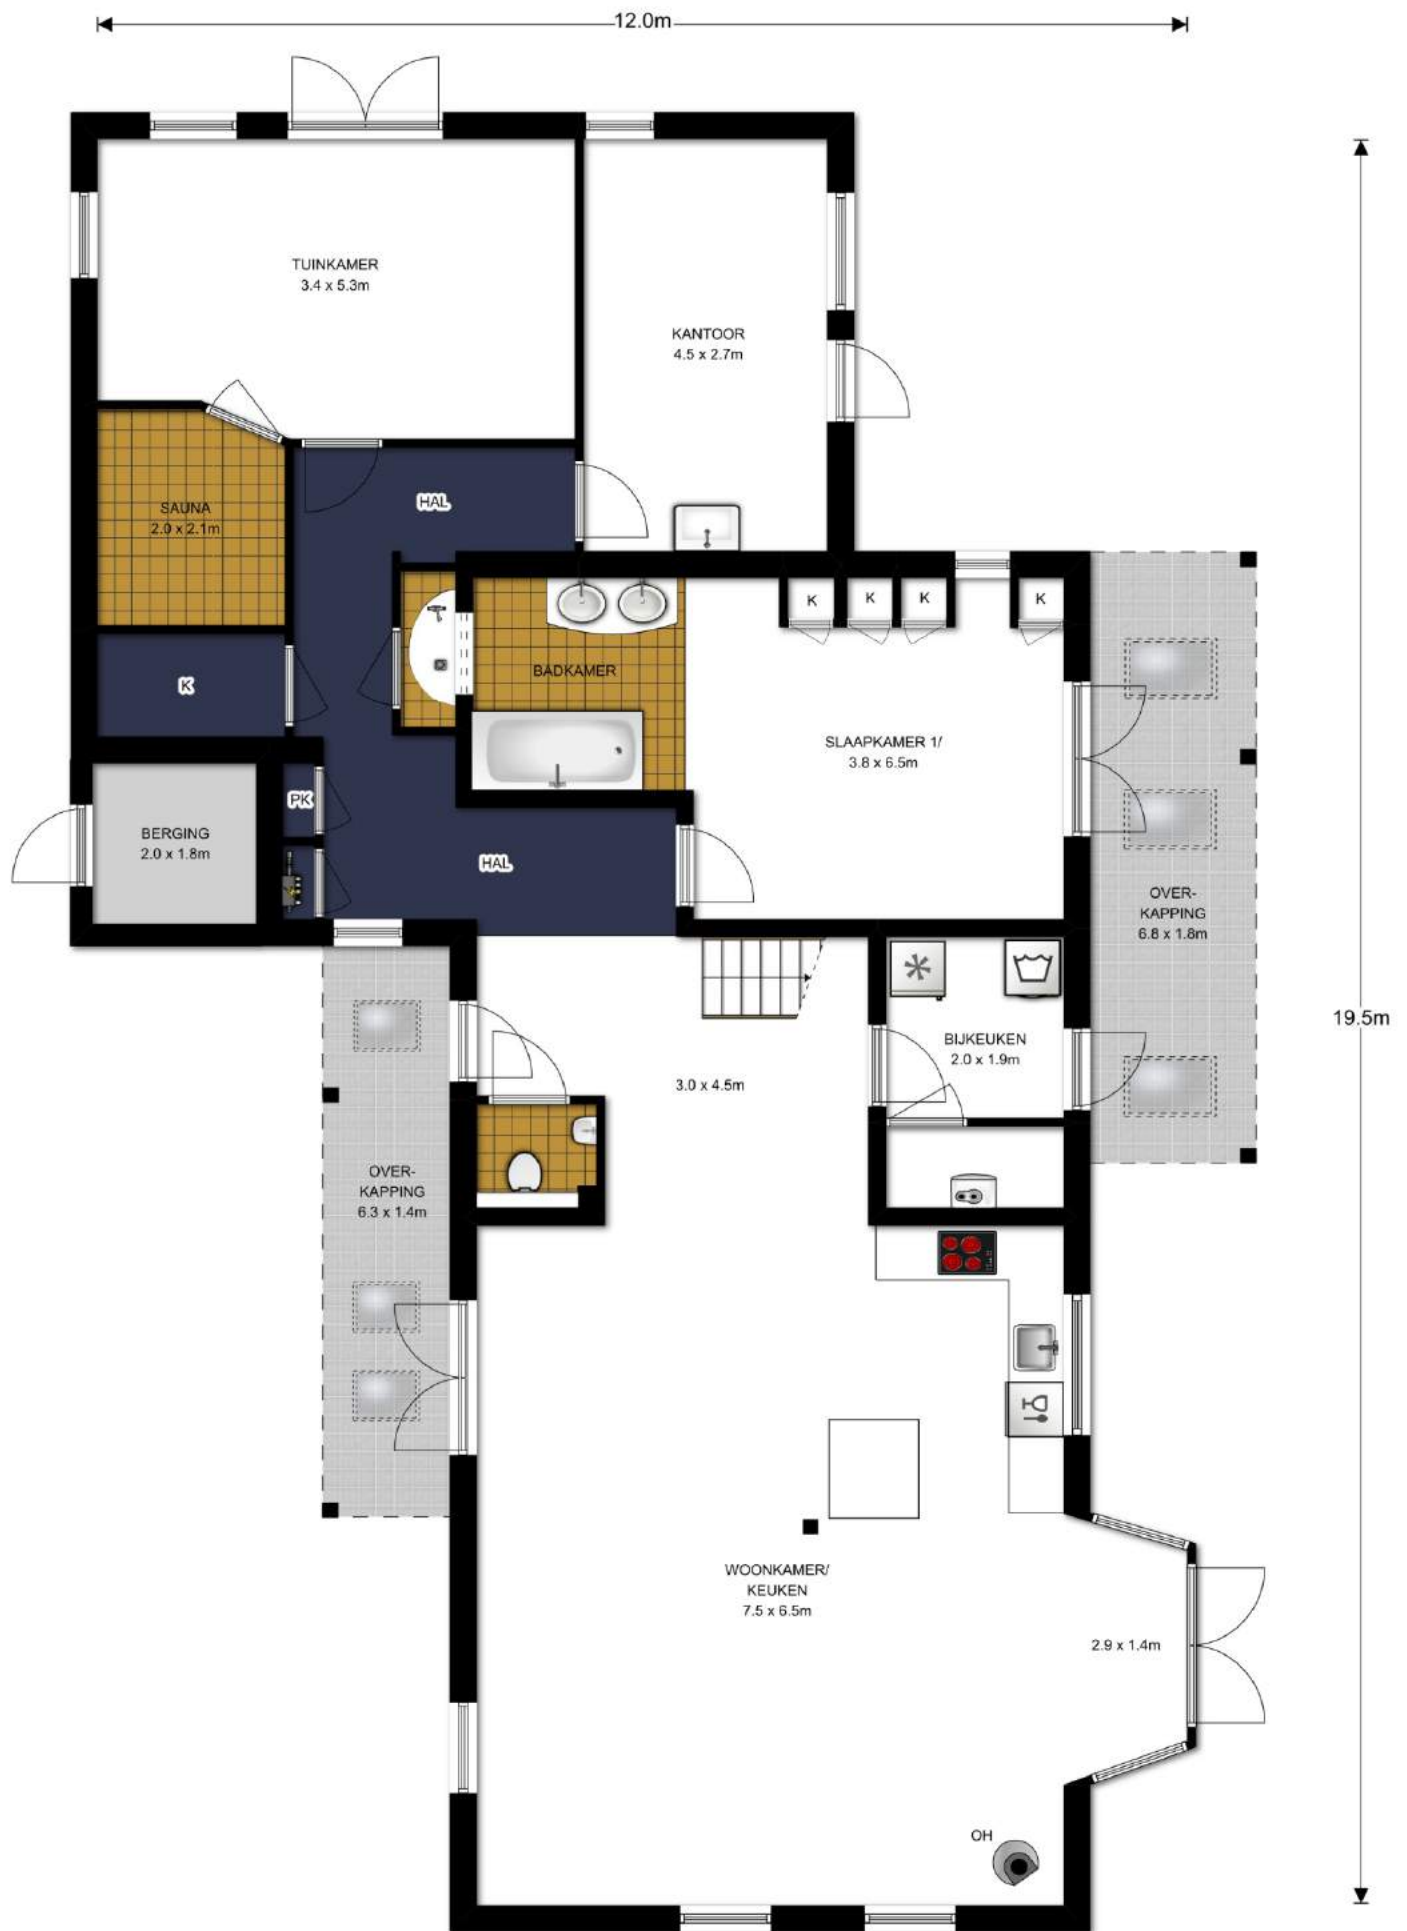 12.0m
TUINKAMER
3.4 x 5.3m
KANTOOR
4.5 x 2.7m
HAL
SAUNA
2.0 x 2.1m
K
K
K
K
BADKAMER
K
SLAAPKAMER 1/
3.8 x 6.5m
PK
BERGING
2.0 x 1.8m
HAL
OVER-
KAPPING
6.8 x 1.8m
19.5m
BIJKEUKEN
2.0 x 1.9m
3.0 x 4.5m
OVER-
KAPPING
6.3 x 1.4m
WOONKAMER/
KEUKEN
7.5 x 6.5m
2.9 x 1.4m
OH